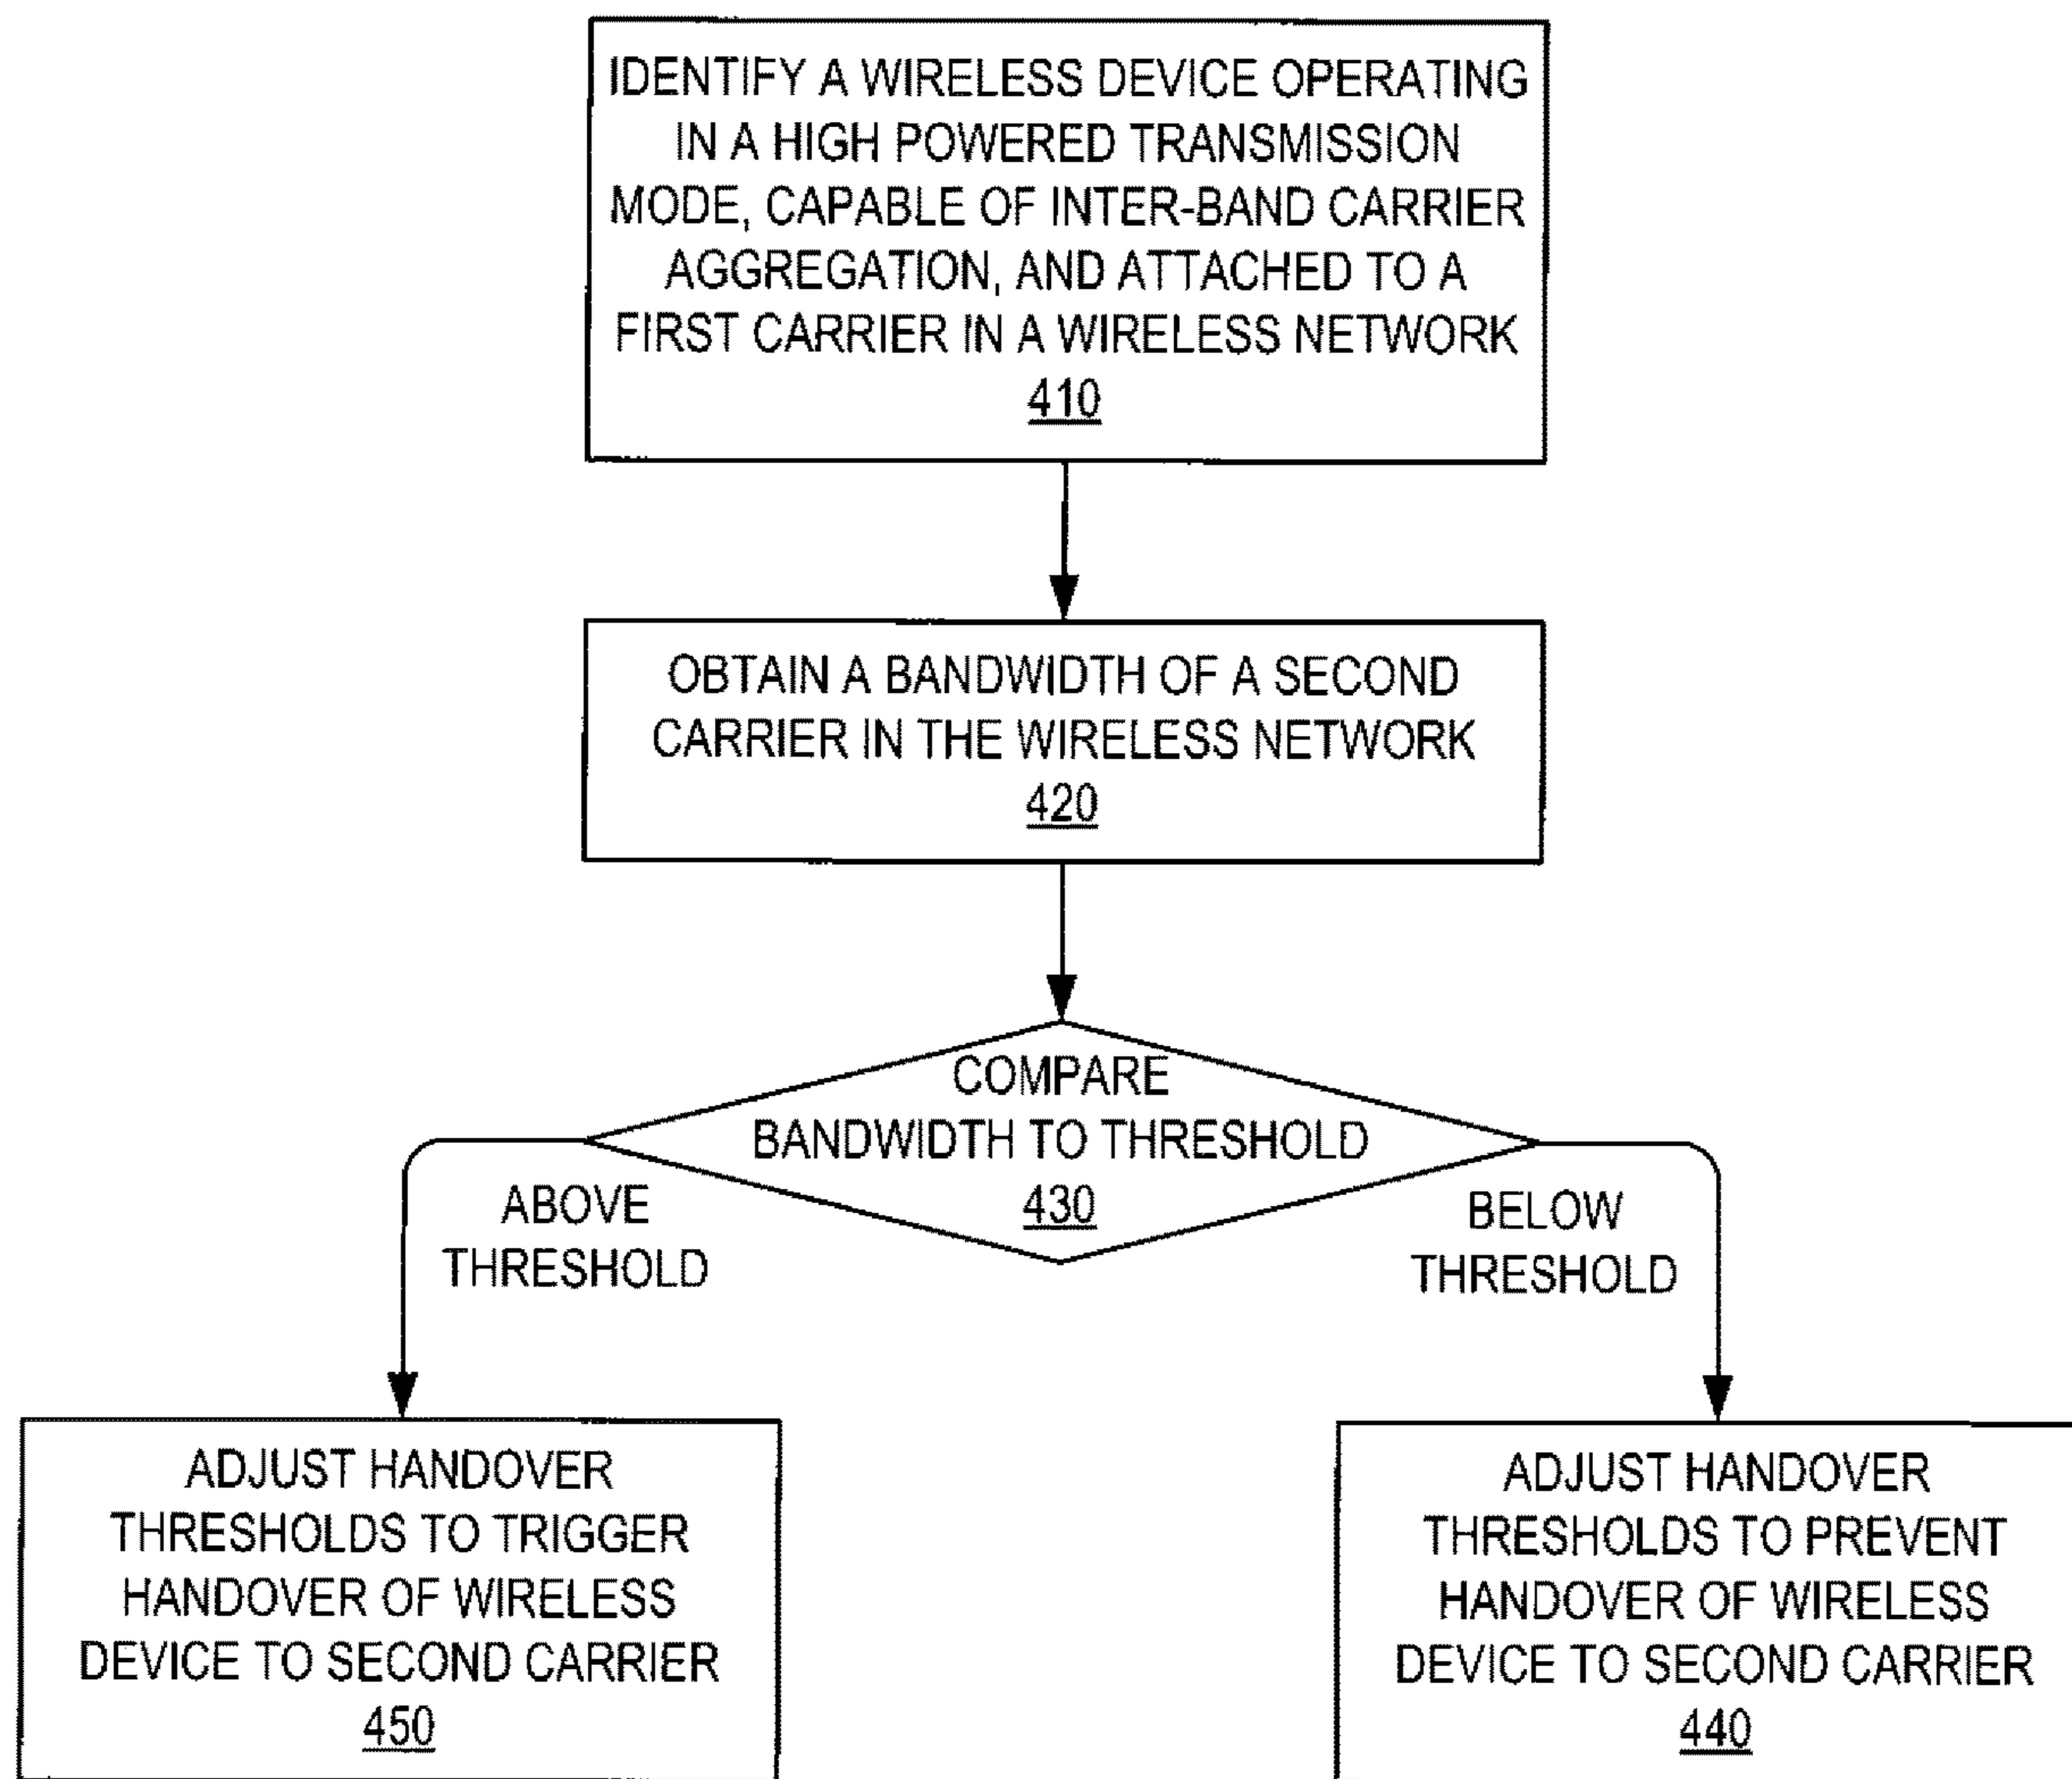 IDENTIFY A WIRELESS DEVICE OPERATING
IN A HIGH POWERED TRANSMISSION
MODE, CAPABLE OF INTER-BAND CARRIER
AGGREGATION, AND ATTACHED TO A
FIRST CARRIER IN A WIRELESS NETWORK
410
OBTAIN A BANDWIDTH OF A SECOND
CARRIER IN THE WIRELESS NETWORK
420
COMPARE
BANDWIDTH TO THRESHOLD
430
ABOVE
THRESHOLD
BELOW
THRESHOLD
ADJUST HANDOVER
THRESHOLDS TO TRIGGER
HANDOVER OF WIRELESS
DEVICE TO SECOND CARRIER
450
ADJUST HANDOVER
THRESHOLDS TO PREVENT
HANDOVER OF WIRELESS
DEVICE TO SECOND CARRIER
440